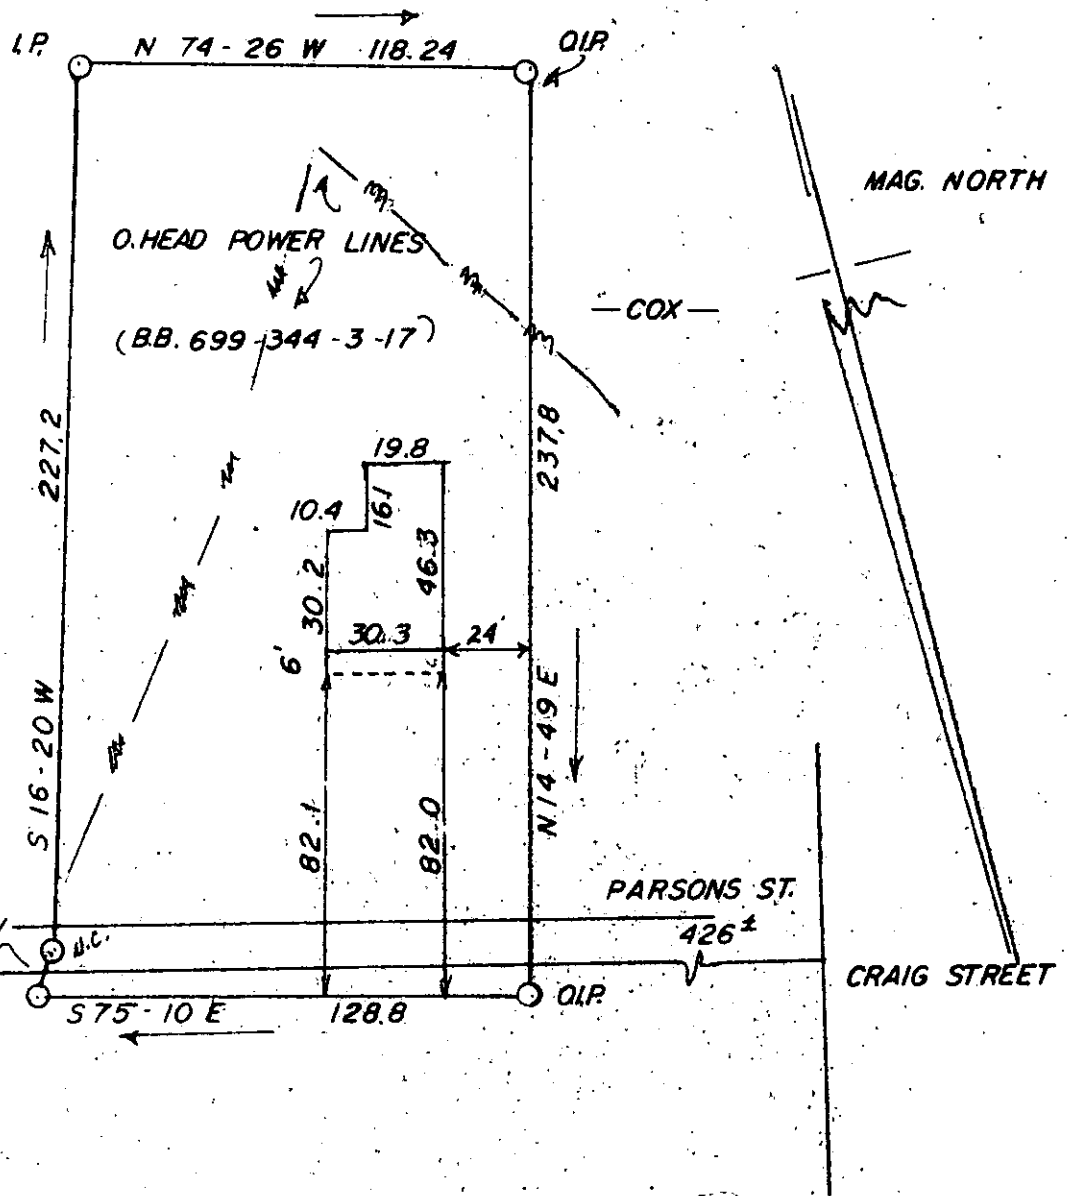 I.P.
N 74-26 W 118.24
O.I.P.
MAG. NORTH
O. HEAD POWER LINES
(B.B. 699-344-3-17)
—COX—
227.2
237.8
19.8
10.4
16.1
46.3
30.2
30.3
24'
6'
S 16-20 W
N 14-49 E
82.1
82.0
PARSONS ST.
426±
N.C.
CRAIG STREET
O.I.P.
S 75-10 E
128.8